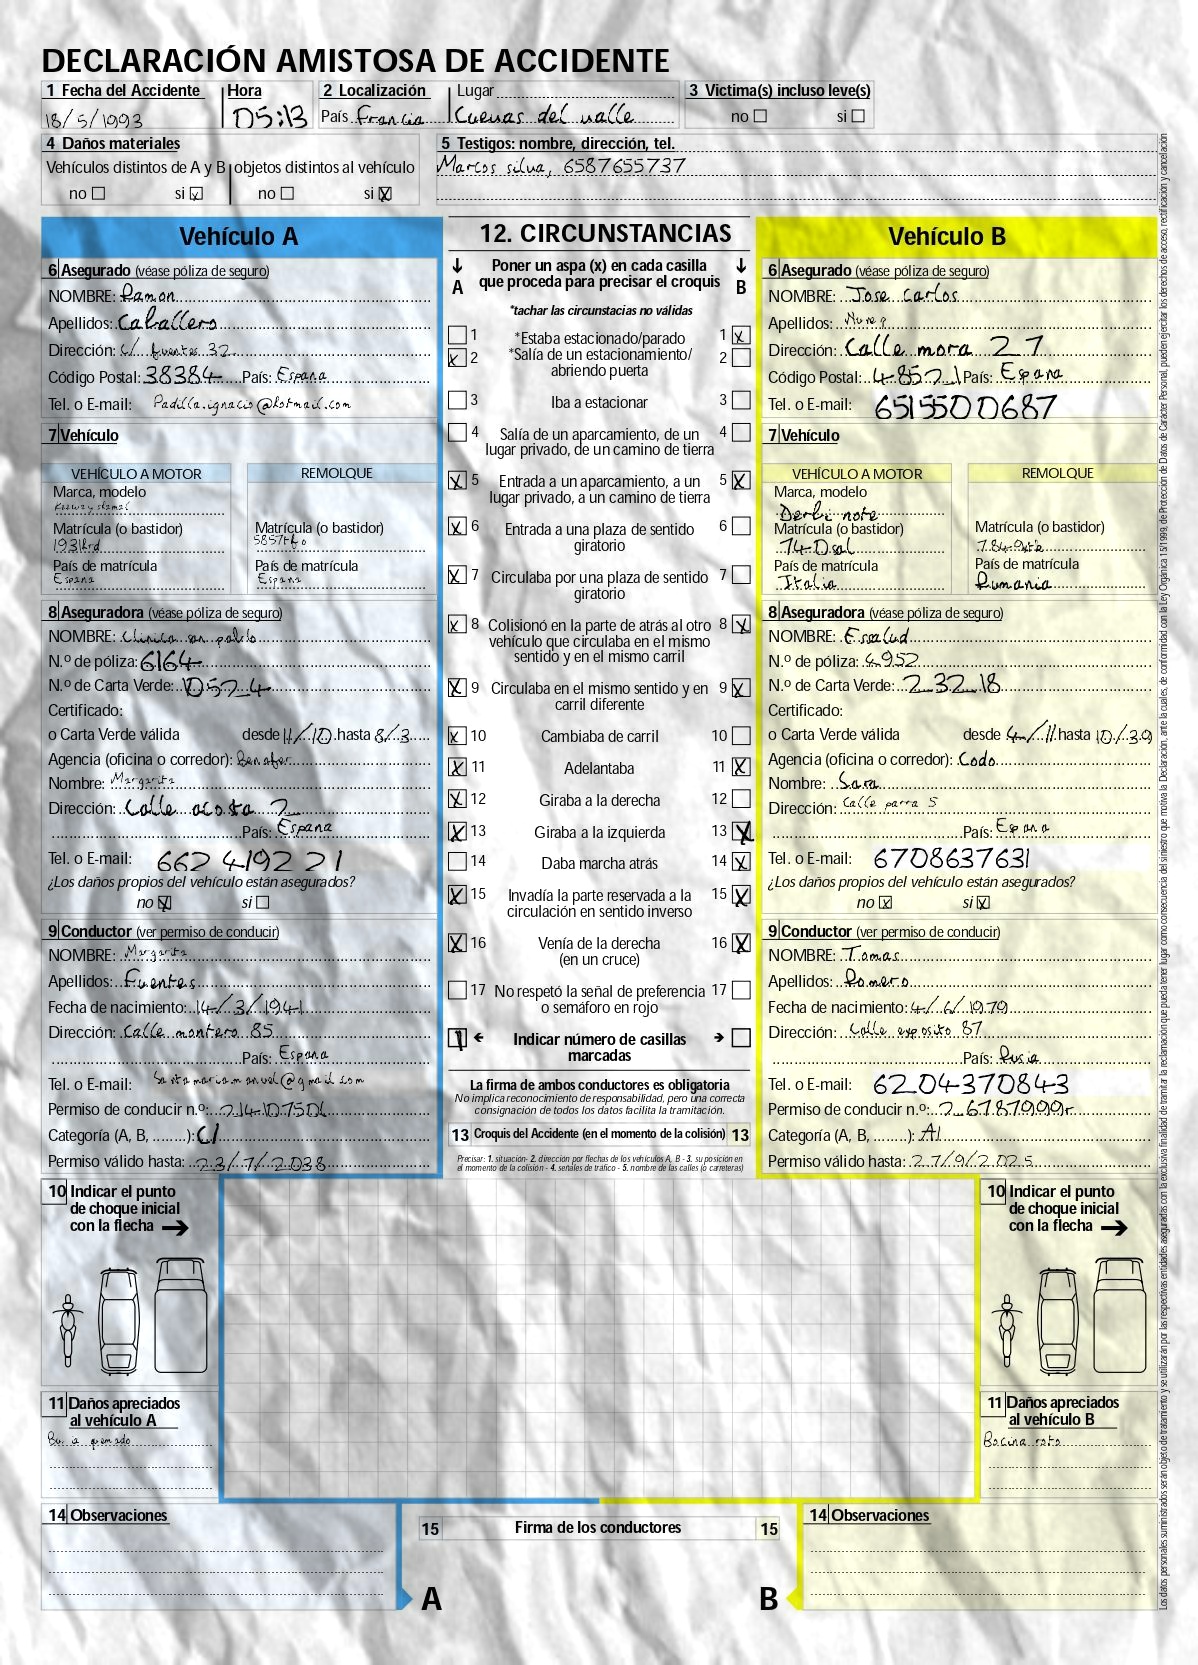 DECLARACIÓN AMISTOSA DE ACCIDENTE
1 Fecha del Accidente Hora 2 Localización Lugar 3 Victima(s) incluso leve(s)
18/5/1993 05:13 País Francia Cuevas del valle no si
4 Daños materiales 5 Testigos: nombre, dirección, tel.
Vehículos distintos de A y B objetos distintos al vehículo Marcos silva, 6587655737
no si no si X
Vehículo A
6 Asegurado (véase póliza de seguro)
NOMBRE: Ramon
Apellidos: Caballero
Dirección: C/ fuentes 32
Código Postal: 38384 País: Espana
Tel. o E-mail: Padilla.ignacio@hotmail.com
7 Vehículo
VEHÍCULO A MOTOR REMOLQUE
Marca, modelo
Matrícula (o bastidor) Matrícula (o bastidor)
País de matrícula País de matrícula
Espana Espana
8 Aseguradora (véase póliza de seguro)
NOMBRE: Clinica san pablo
N.º de póliza: 6164
N.º de Carta Verde: 0524
Certificado:
o Carta Verde válida desde 11/10 hasta 8/3
Agencia (oficina o corredor): Benafer
Nombre: Margarita
Dirección: Calle acosta 2
País: Espana
Tel. o E-mail: 662419221
¿Los daños propios del vehículo están asegurados?
no X si
9 Conductor (ver permiso de conducir)
NOMBRE: Margarita
Apellidos: Fuentes
Fecha de nacimiento: 14/3/1941
Dirección: Calle montero 85
País: Espana
Tel. o E-mail: Santamariamanuel@gmail.com
Permiso de conducir n.º:
Categoría (A, B, ........): C1
Permiso válido hasta: 23/7/2038
12. CIRCUNSTANCIAS
A Poner un aspa (x) en cada casilla que proceda para precisar el croquis B
*tachar las circunstacias no válidas
1 *Estaba estacionado/parado 1 X
X 2 *Salía de un estacionamiento/ abriendo puerta 2
3 Iba a estacionar 3
4 Salía de un aparcamiento, de un lugar privado, de un camino de tierra 4
X 5 Entrada a un aparcamiento, a un lugar privado, a un camino de tierra 5 X
X 6 Entrada a una plaza de sentido giratorio 6
X 7 Circulaba por una plaza de sentido giratorio 7
X 8 Colisionó en la parte de atrás al otro vehículo que circulaba en el mismo sentido y en el mismo carril 8 X
X 9 Circulaba en el mismo sentido y en carril diferente 9 X
X 10 Cambiaba de carril 10
X 11 Adelantaba 11 X
X 12 Giraba a la derecha 12
X 13 Giraba a la izquierda 13 X
14 Daba marcha atrás 14 X
X 15 Invadía la parte reservada a la circulación en sentido inverso 15 X
X 16 Venía de la derecha (en un cruce) 16 X
17 No respetó la señal de preferencia o semáforo en rojo 17
Indicar número de casillas marcadas
La firma de ambos conductores es obligatoria
No implica reconocimiento de responsabilidad, pero una correcta
consignación de todos los datos facilita la tramitación.
13 Croquis del Accidente (en el momento de la colisión) 13
Precisar: 1. situación- 2. dirección por flechas de los vehículos A, B - 3. su posición en
el momento de la colisión - 4. señales de tráfico - 5. nombre de las calles (o carreteras)
Vehículo B
6 Asegurado (véase póliza de seguro)
NOMBRE: Jose carlos
Apellidos:
Dirección: Calle mora 27
Código Postal: 48521 País: Espana
Tel. o E-mail: 6515500687
7 Vehículo
VEHÍCULO A MOTOR REMOLQUE
Marca, modelo
Derbi note
Matrícula (o bastidor) Matrícula (o bastidor)
País de matrícula País de matrícula
Italia Rumania
8 Aseguradora (véase póliza de seguro)
NOMBRE: Essalud
N.º de póliza: 4952
N.º de Carta Verde: 23218
Certificado:
o Carta Verde válida desde 4/11 hasta 10/39
Agencia (oficina o corredor): Codo
Nombre: Sara
Dirección: Calle parra 5
País: Espana
Tel. o E-mail: 6708637631
¿Los daños propios del vehículo están asegurados?
no X si X
9 Conductor (ver permiso de conducir)
NOMBRE: Tomas
Apellidos: Romero
Fecha de nacimiento: 4/6/1979
Dirección: Calle exposito 87
País: Rusia
Tel. o E-mail: 6204370843
Permiso de conducir n.º: 26787999r
Categoría (A, B, ........): A1
Permiso válido hasta: 27/9/2025
10 Indicar el punto de choque inicial con la flecha
10 Indicar el punto de choque inicial con la flecha
11 Daños apreciados al vehículo A
quemado
11 Daños apreciados al vehículo B
Bocina rota
14 Observaciones
15 Firma de los conductores 15
14 Observaciones
A B
Los datos personales suministrados serán objeto de tratamiento y se utilizarán por las respectivas entidades aseguradas con la exclusiva finalidad de tramitar la reclamación que pueda tener lugar como consecuencia del siniestro que motiva la Declaración, ante la cuales, de conformidad con la Ley Orgánica 15/1999, de Protección de Datos de Carácter Personal, pueden ejercitar los derechos de acceso, rectificación y cancelación